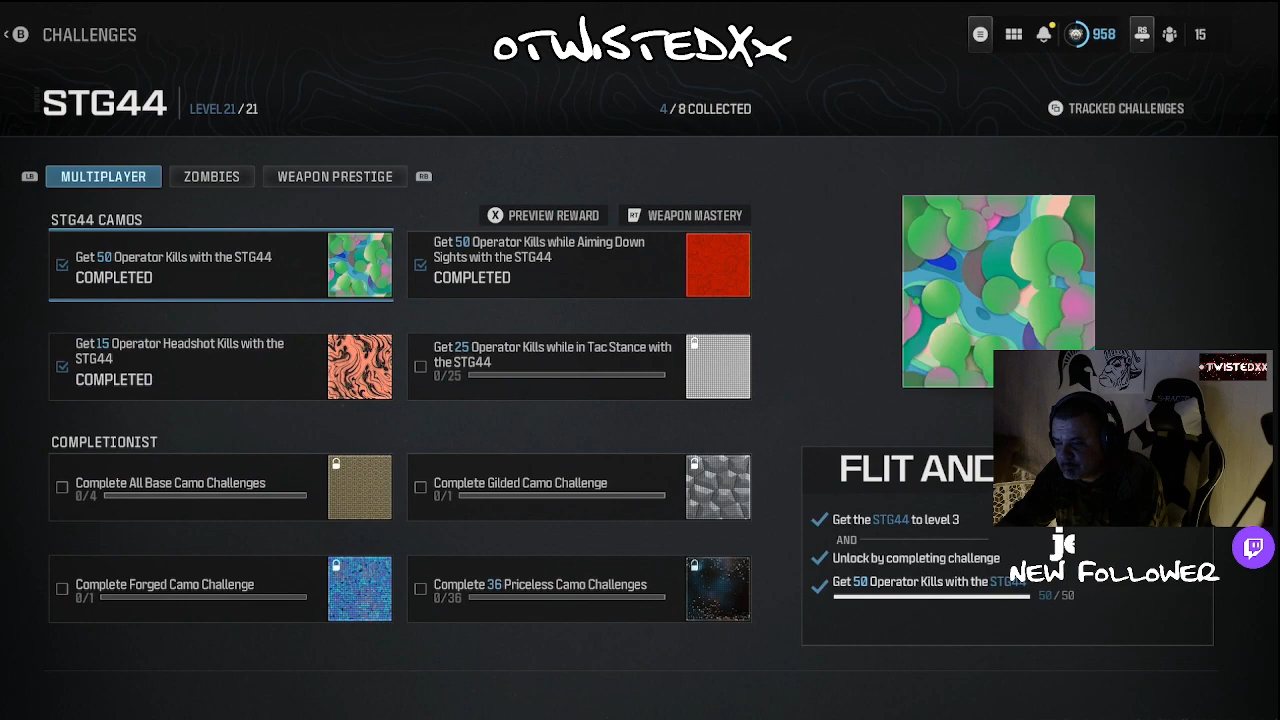 B CHALLENGES
oTWiSTEDXx
958
RS
15
STG44
LEVEL 21 / 21
4 / 8 COLLECTED
TRACKED CHALLENGES
LB
MULTIPLAYER
ZOMBIES
WEAPON PRESTIGE
RB
STG44 CAMOS
X PREVIEW REWARD
RT WEAPON MASTERY
Get 50 Operator Kills with the STG44
COMPLETED
Get 50 Operator Kills while Aiming Down
Sights with the STG44
COMPLETED
Get 15 Operator Headshot Kills with the
STG44
COMPLETED
Get 25 Operator Kills while in Tac Stance with
the STG44
0/25
COMPLETIONIST
Complete All Base Camo Challenges
0/4
Complete Gilded Camo Challenge
0/1
Complete Forged Camo Challenge
0/1
Complete 36 Priceless Camo Challenges
0/36
TWISTEDXX
FLIT AND
Get the STG44 to level 3
AND
Unlock by completing challenge
Get 50 Operator Kills with the STG44
50 / 50
NEW FOLLOWER